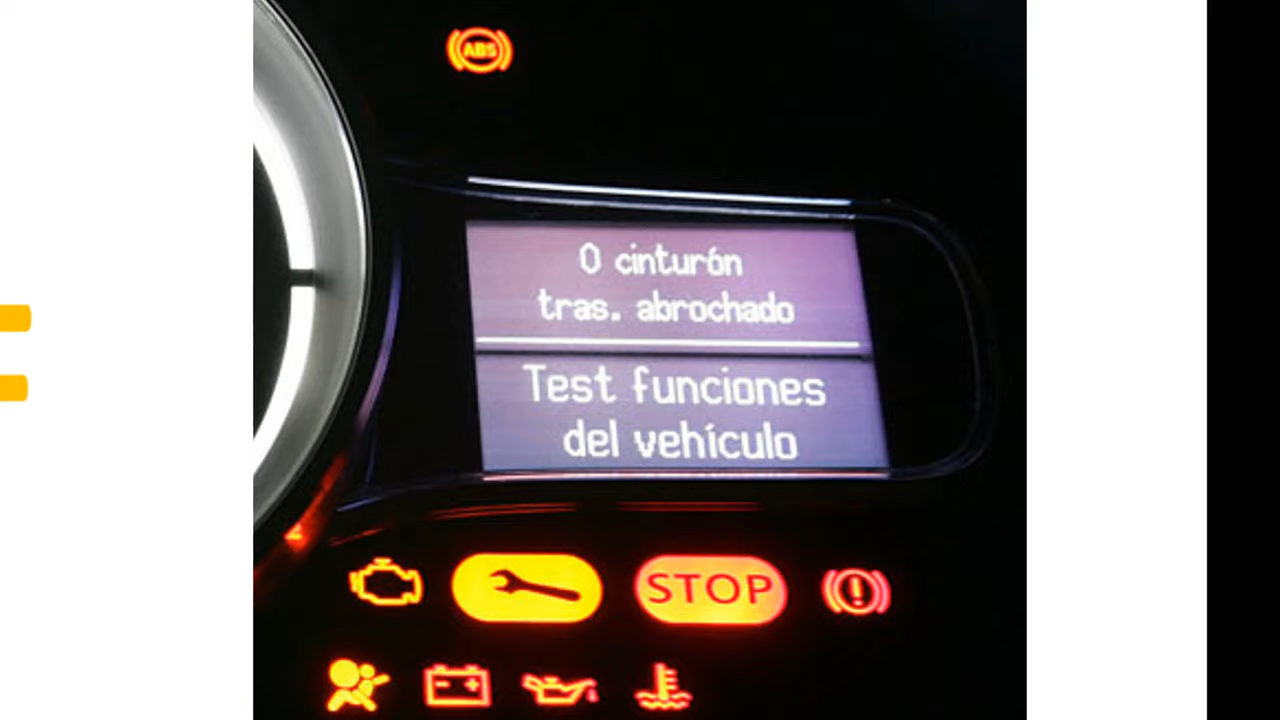 ABS
0 cinturón
tras. abrochado
Test funciones
del vehículo
STOP